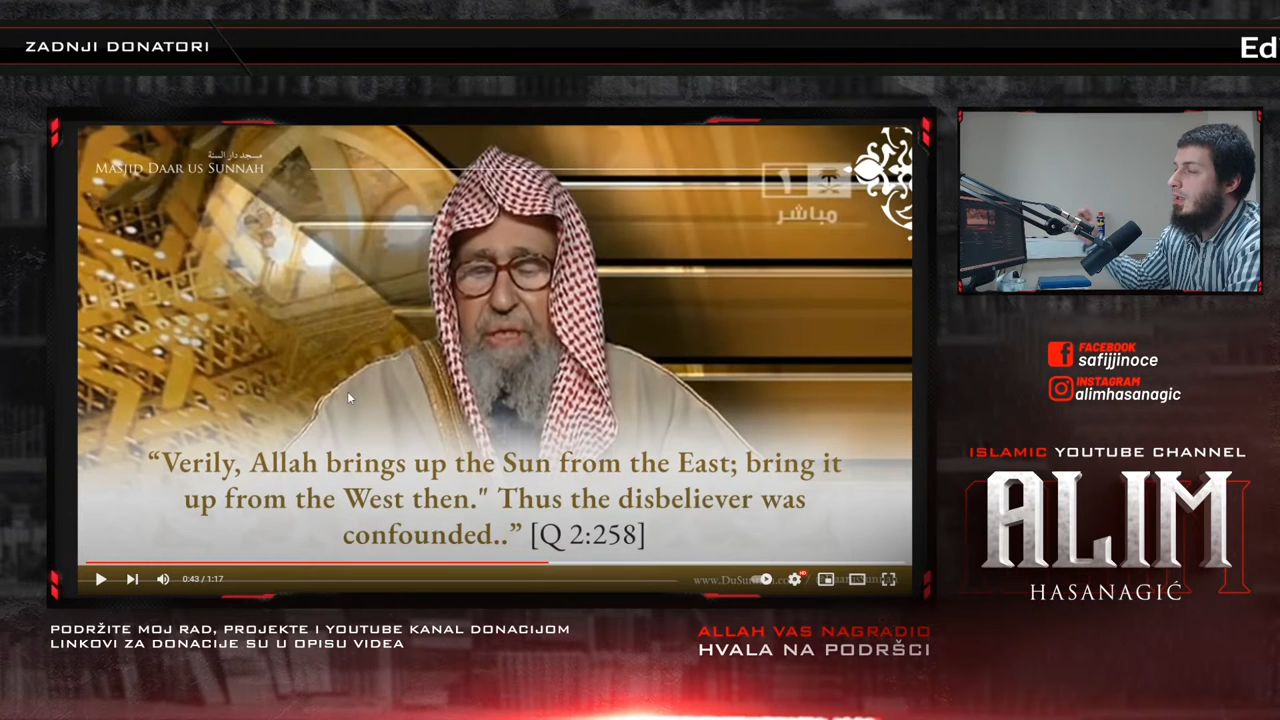 ZADNJI DONATORI
Ed
مسجد دار السنة
MASJID DAAR US SUNNAH
١
مباشر
“Verily, Allah brings up the Sun from the East; bring it
up from the West then." Thus the disbeliever was
confounded..” [Q 2:258]
0:43 / 1:17
HD
FACEBOOK
safijjinoce
INSTAGRAM
alimhasanagic
ISLAMIC YOUTUBE CHANNEL
ALIM
HASANAGIĆ
PODRŽITE MOJ RAD, PROJEKTE I YOUTUBE KANAL DONACIJOM
LINKOVI ZA DONACIJE SU U OPISU VIDEA
ALLAH VAS NAGRADIO
HVALA NA PODRŠCI